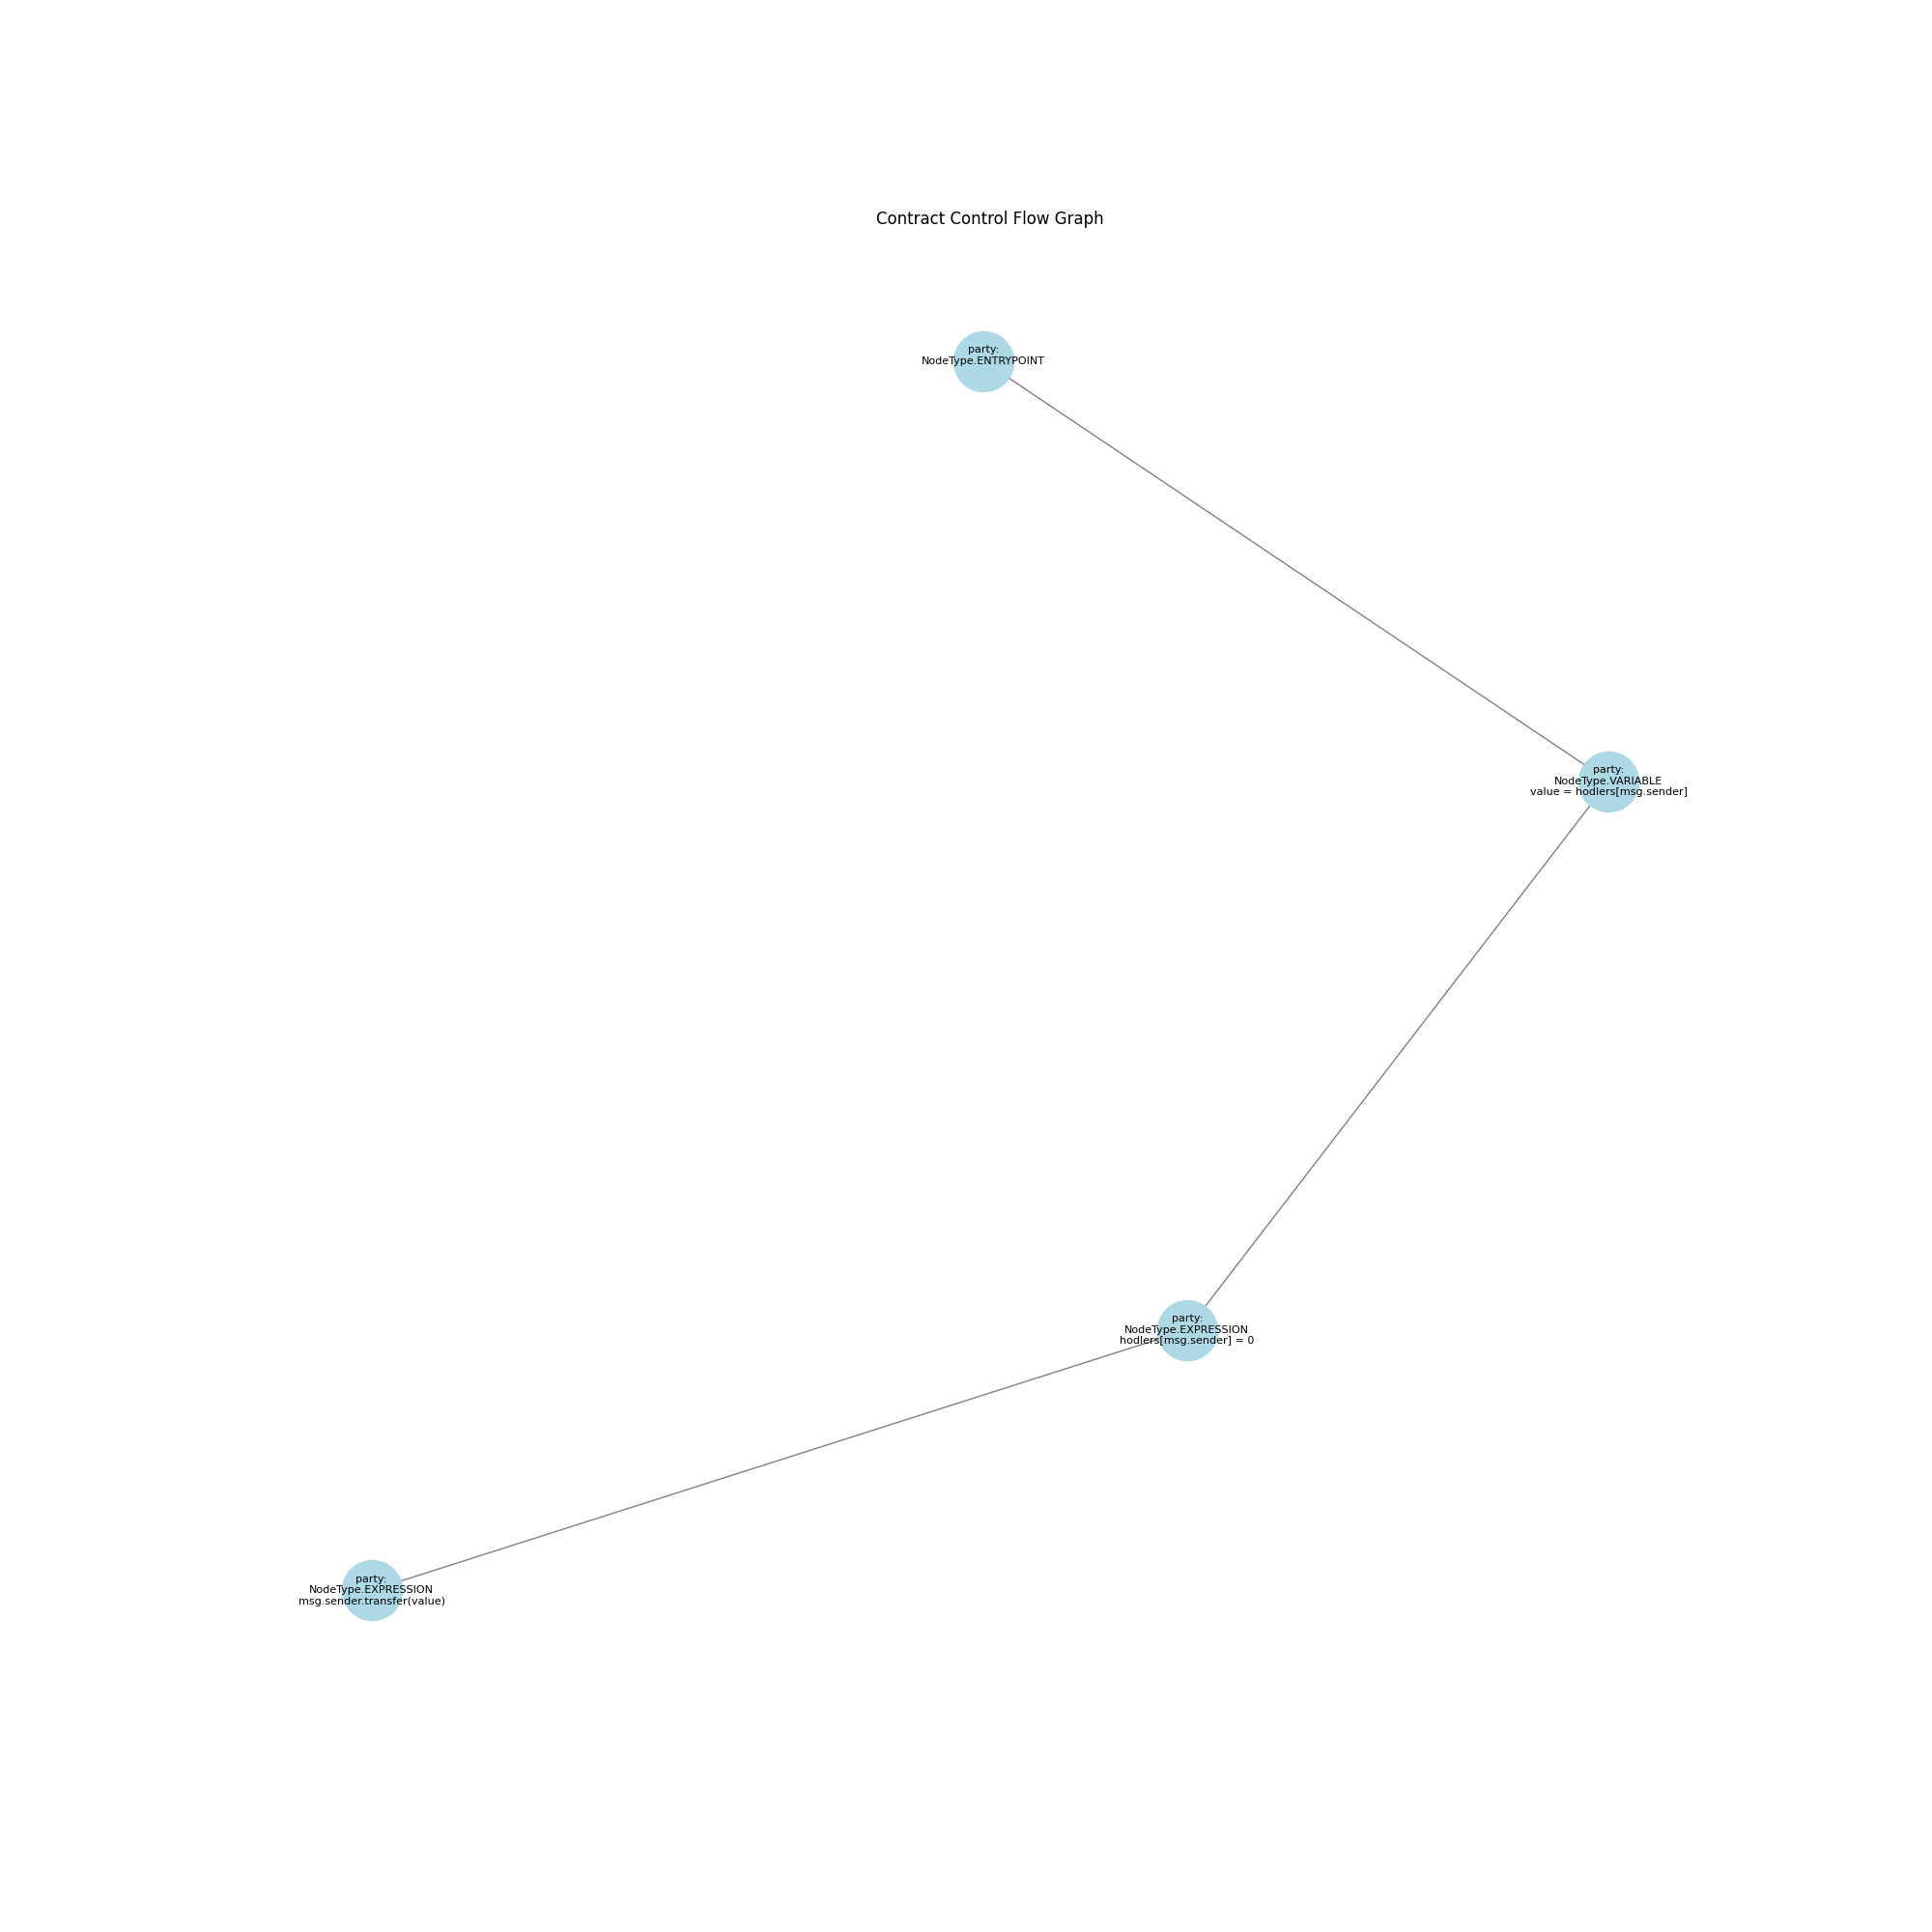 Contract Control Flow Graph
party:
NodeType.ENTRYPOINT
party:
NodeType.VARIABLE
value = hodlers[msg.sender]
party:
NodeType.EXPRESSION
hodlers[msg.sender] = 0
party:
NodeType.EXPRESSION
msg.sender.transfer(value)